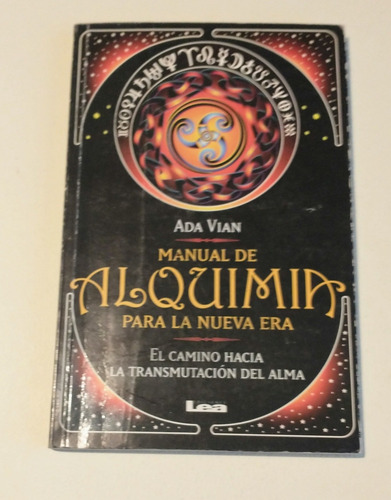 ADA VIAN
MANUAL DE
ALQUIMIA
PARA LA NUEVA ERA
EL CAMINO HACIA
LA TRANSMUTACIÓN DEL ALMA
Lea